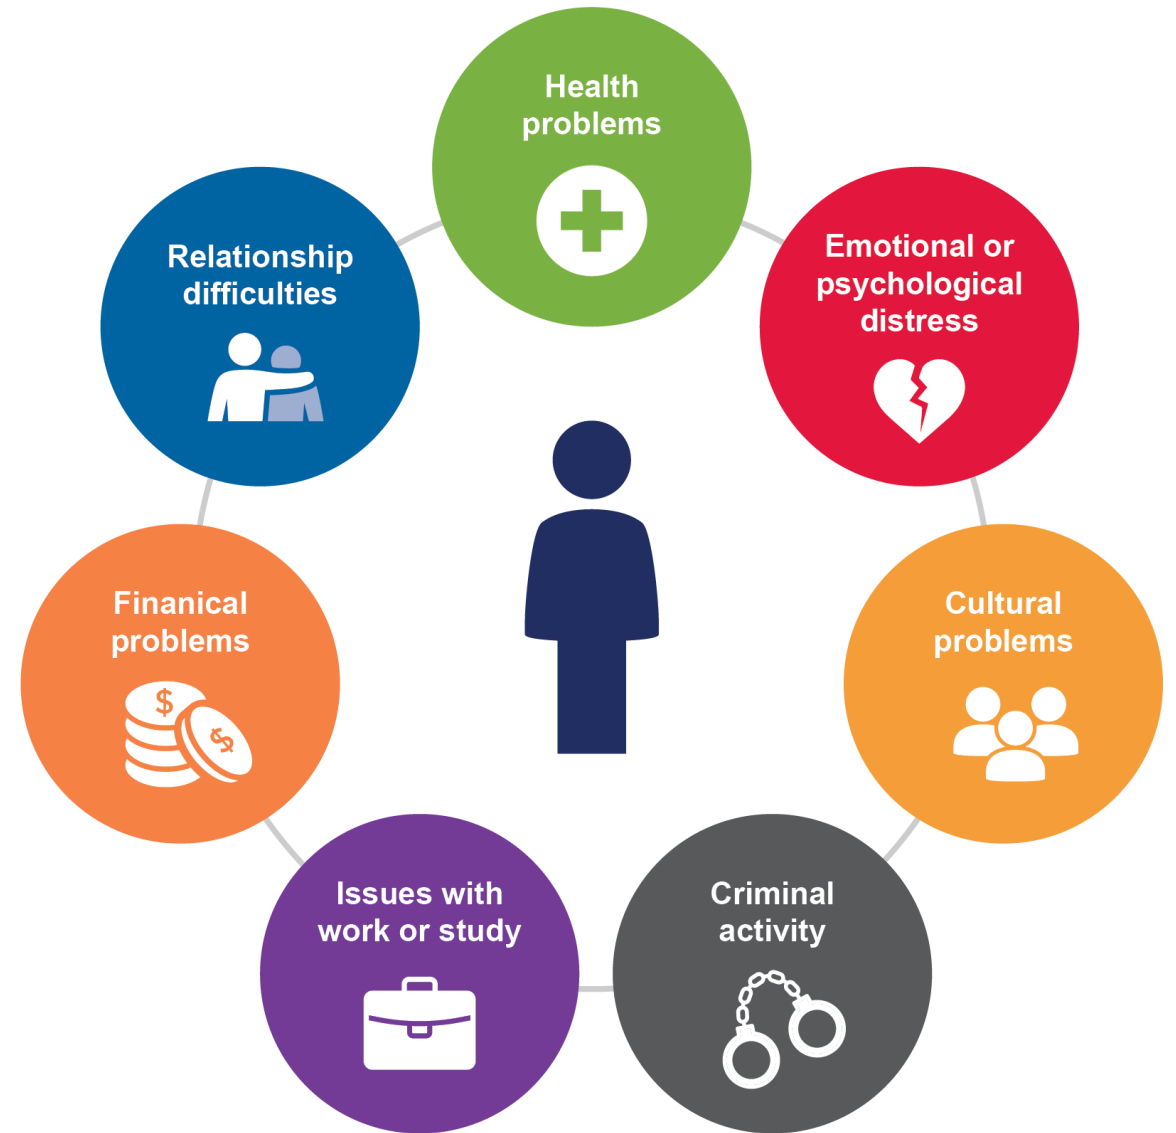 Health
problems
Emotional or
psychological
distress
Cultural
problems
Criminal
activity
Issues with
work or study
Finanical
problems
$
$
Relationship
difficulties